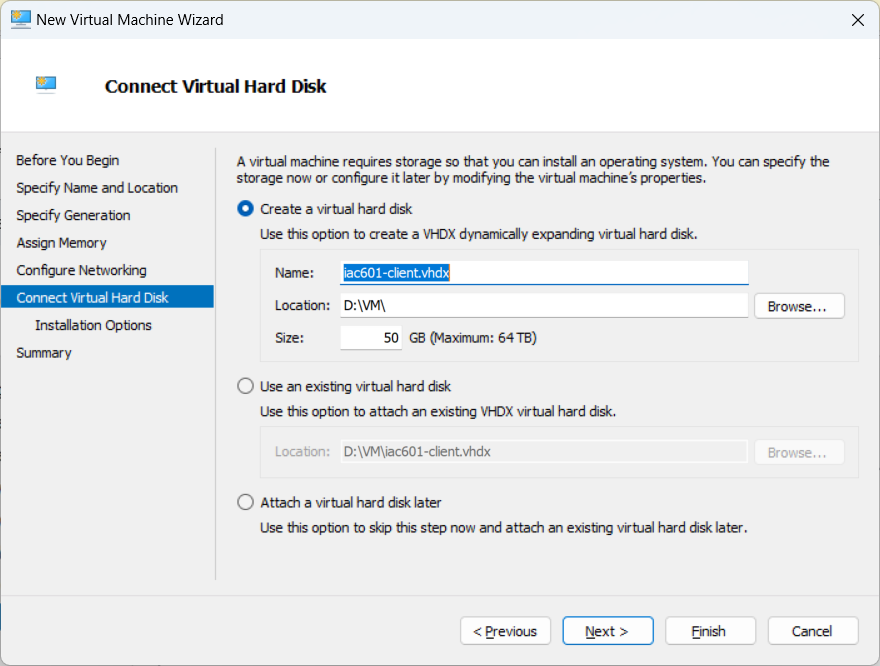 New Virtual Machine Wizard
Connect Virtual Hard Disk
Before You Begin
Specify Name and Location
Specify Generation
Assign Memory
Configure Networking
Connect Virtual Hard Disk
Installation Options
Summary
A virtual machine requires storage so that you can install an operating system. You can specify the
storage now or configure it later by modifying the virtual machine's properties.
Create a virtual hard disk
Use this option to create a VHDX dynamically expanding virtual hard disk.
Name: iac601-client.vhdx
Location: D:\VM\ Browse...
Size: 50 GB (Maximum: 64 TB)
Use an existing virtual hard disk
Use this option to attach an existing VHDX virtual hard disk.
Location: D:\VM\iac601-client.vhdx Browse...
Attach a virtual hard disk later
Use this option to skip this step now and attach an existing virtual hard disk later.
< Previous Next > Finish Cancel